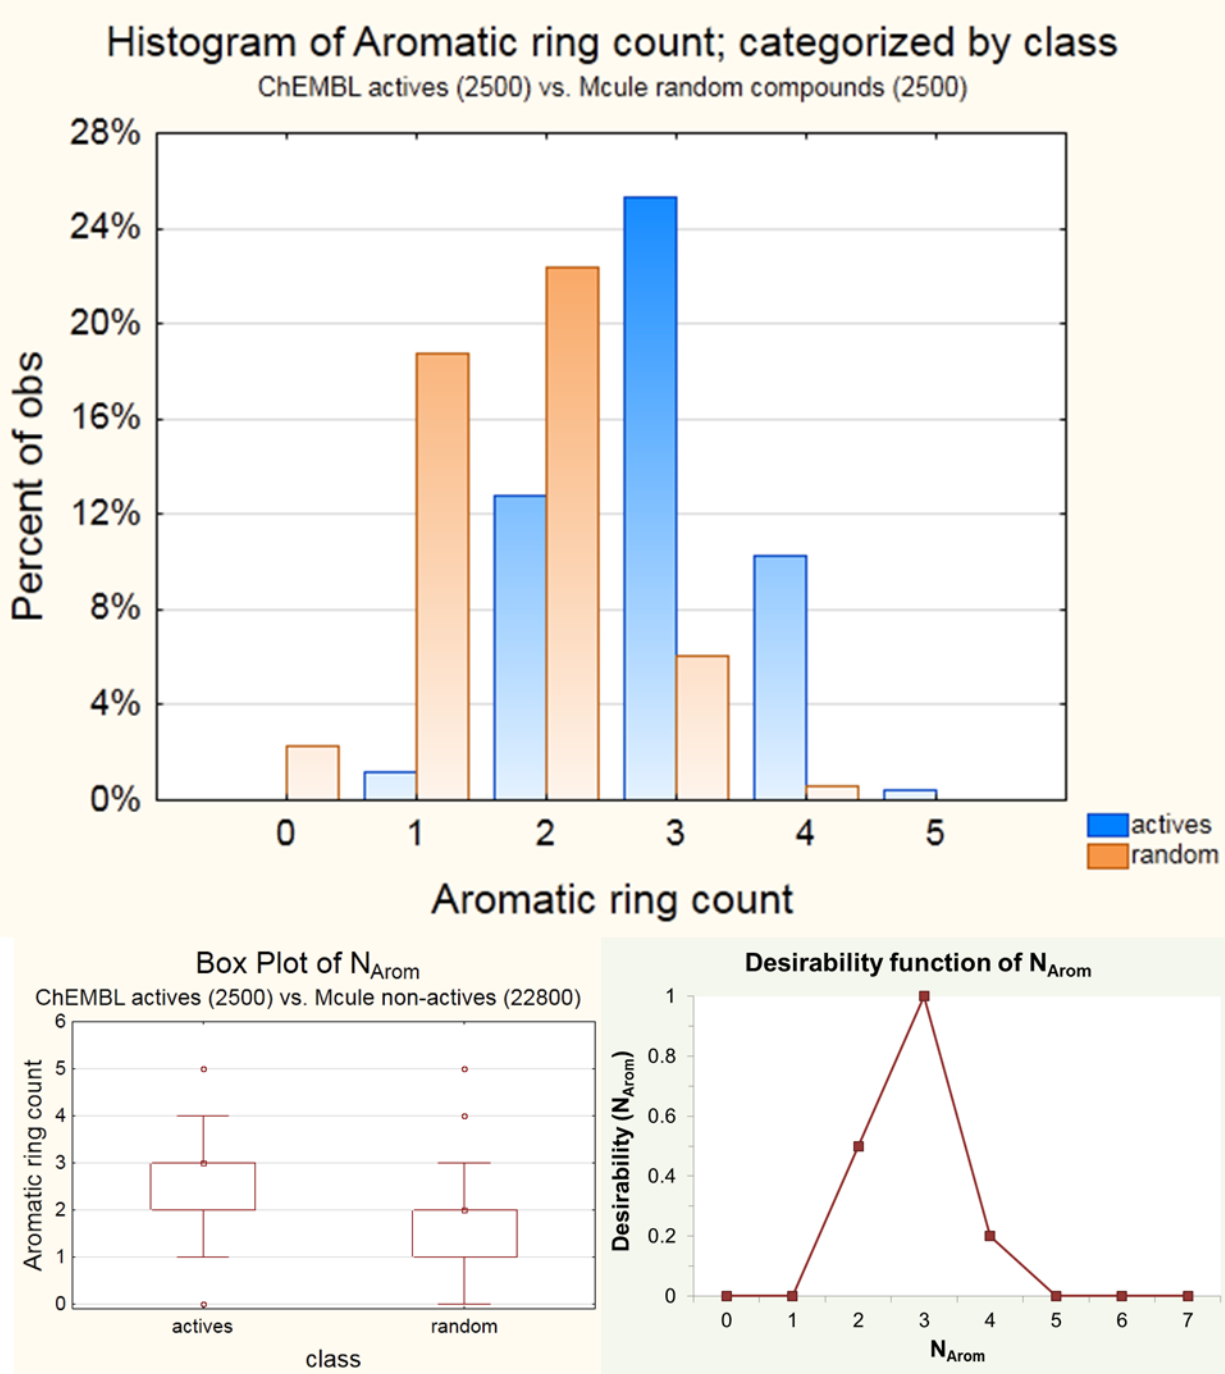 Histogram of Aromatic ring count; categorized by class
ChEMBL actives (2500) vs. Mcule random compounds (2500)
28%
24%
20%
16%
12%
8%
4%
0%
Percent of obs
0 1 2 3 4 5
Aromatic ring count
actives
random
Box Plot of NArom
ChEMBL actives (2500) vs. Mcule non-actives (22800)
6
5
4
3
2
1
0
Aromatic ring count
actives random
class
Desirability function of NArom
1
0.8
0.6
0.4
0.2
0
Desirability (NArom)
0 1 2 3 4 5 6 7
NArom